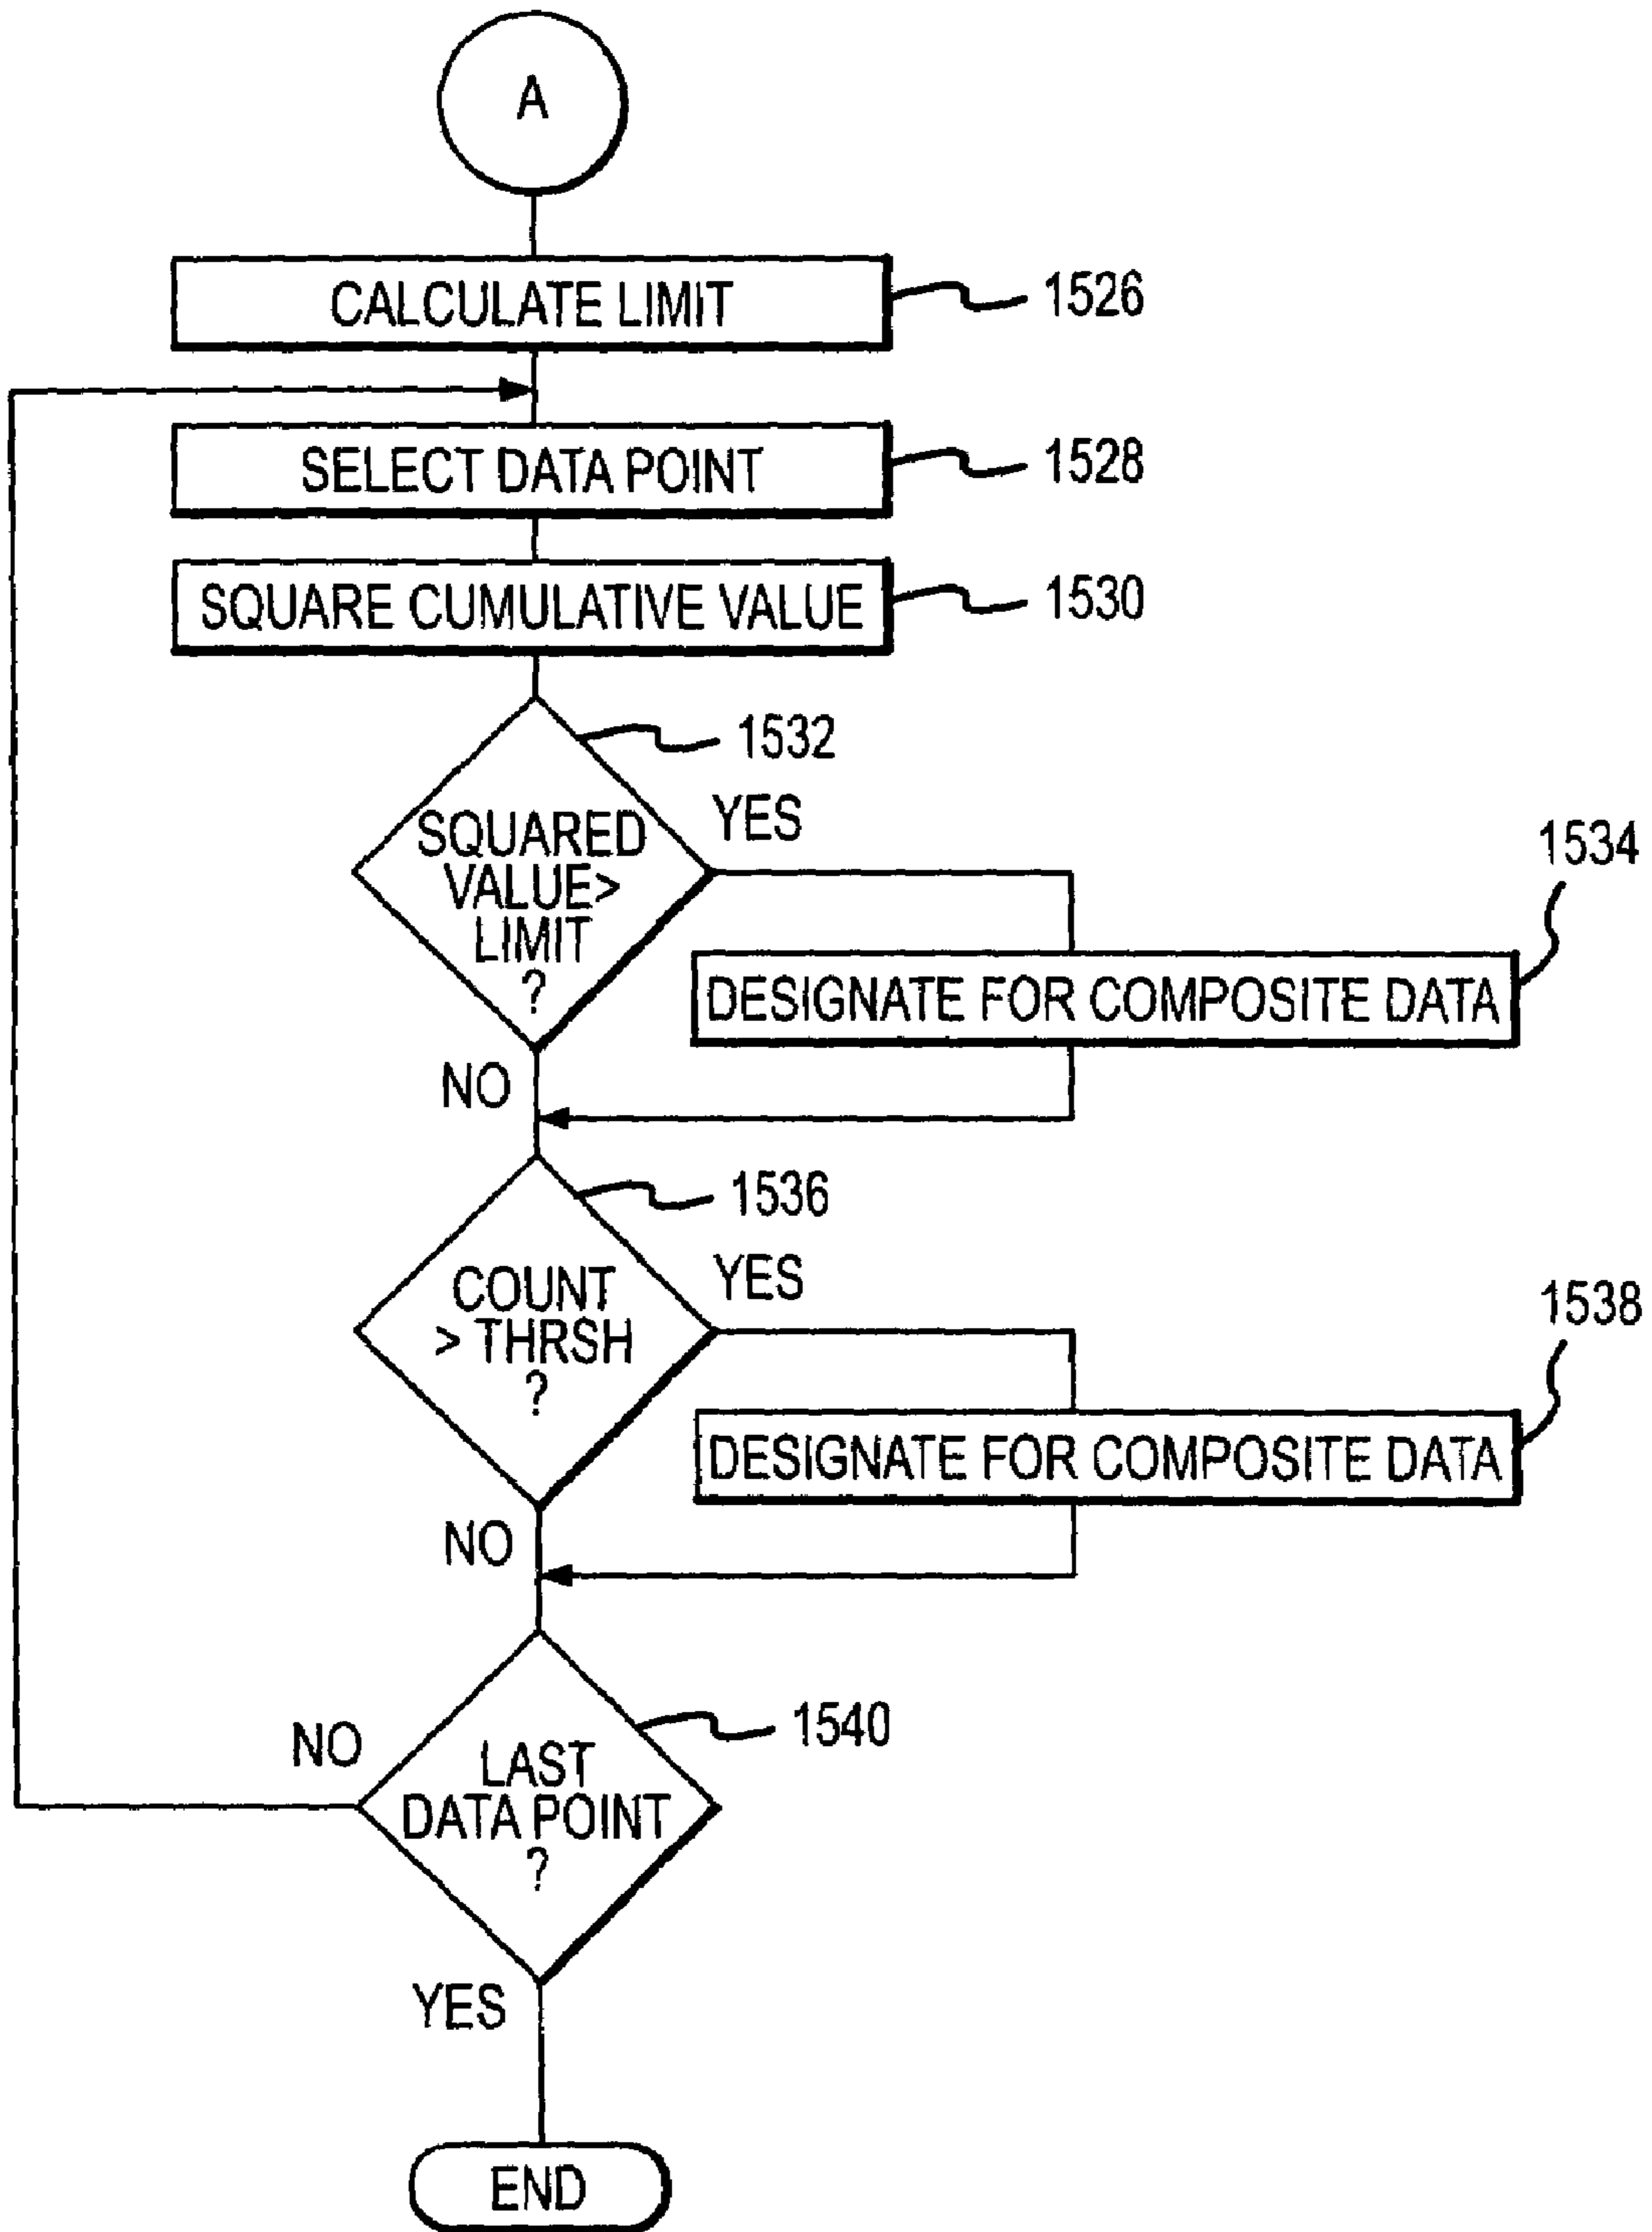 A
CALCULATE LIMIT
1526
SELECT DATA POINT
1528
SQUARE CUMULATIVE VALUE
1530
1532
SQUARED
VALUE>
LIMIT
?
YES
1534
DESIGNATE FOR COMPOSITE DATA
NO
1536
COUNT
> THRSH
?
YES
1538
DESIGNATE FOR COMPOSITE DATA
NO
1540
LAST
DATA POINT
?
NO
YES
END